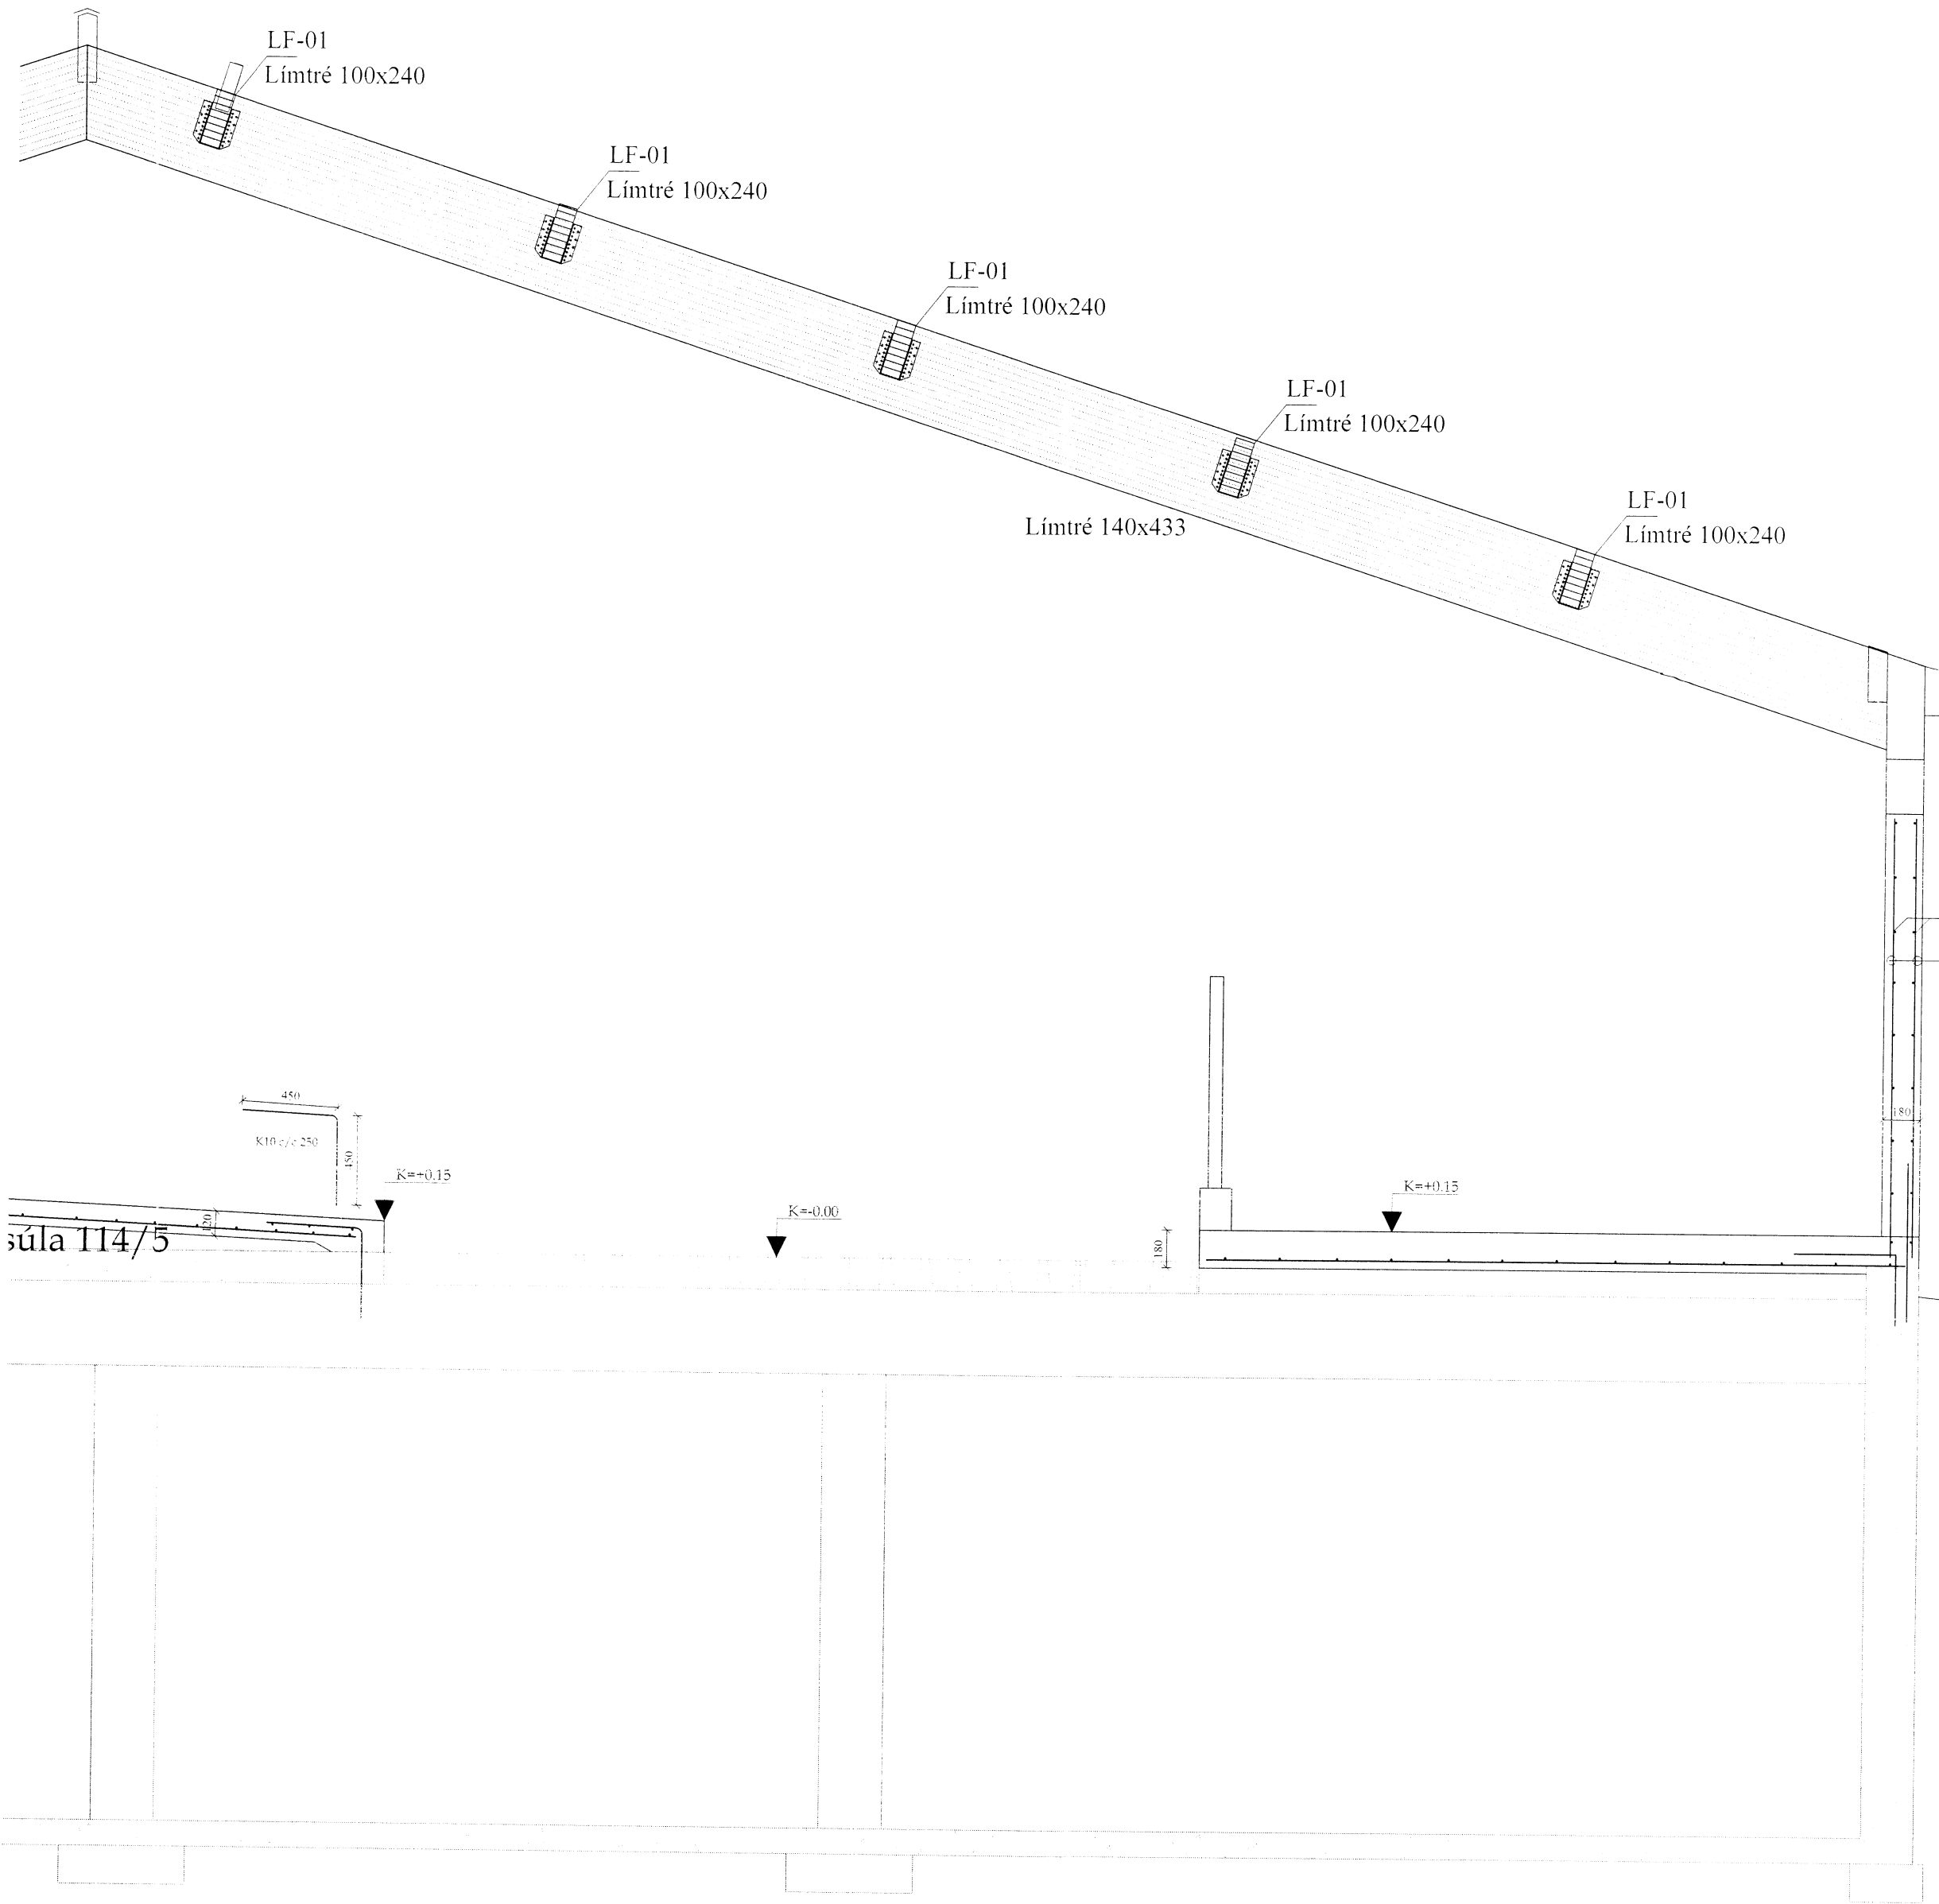 LF-01
Límtré 100x240
LF-01
Límtré 100x240
LF-01
Límtré 100x240
LF-01
Límtré 100x240
LF-01
Límtré 100x240
Límtré 140x433
450
K10 c/c 250
450
180
K=+0.15
K=+0.15
K=-0.00
120
súla 114/5
180